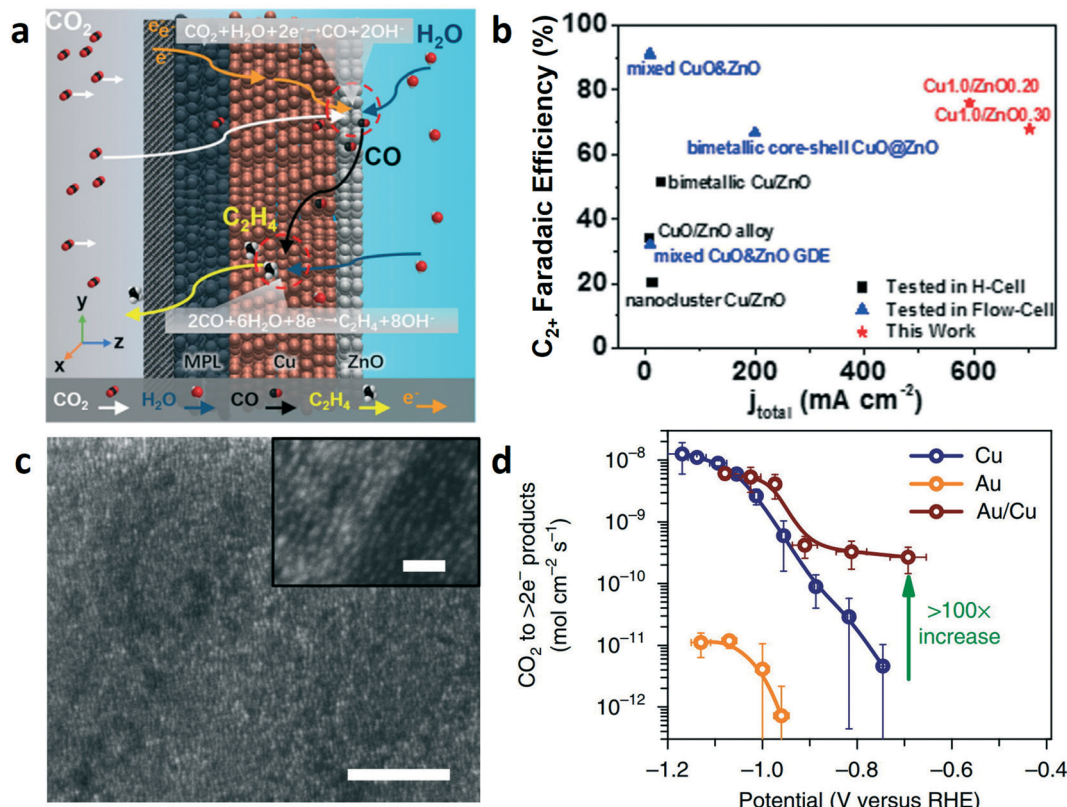 a
CO₂
e⁻
e⁻
CO₂+H₂O+2e⁻→CO+2OH⁻
H₂O
CO
C₂H₄
2CO+6H₂O+8e⁻→C₂H₄+8OH⁻
y
z
x
MPL
Cu
ZnO
CO₂
H₂O
CO
C₂H₄
e⁻
b
C₂₊ Faradaic Efficiency (%)
100
80
60
40
20
0
mixed CuO&ZnO
Cu1.0/ZnO0.20
Cu1.0/ZnO0.30
bimetallic core-shell CuO@ZnO
bimetallic Cu/ZnO
CuO/ZnO alloy
mixed CuO&ZnO GDE
nanocluster Cu/ZnO
Tested in H-Cell
Tested in Flow-Cell
This Work
0
200
400
600
j_total (mA cm⁻²)
c
d
CO₂ to >2e⁻ products
(mol cm⁻² s⁻¹)
10⁻⁸
10⁻⁹
10⁻¹⁰
10⁻¹¹
10⁻¹²
Cu
Au
Au/Cu
>100×
increase
−1.2
−1.0
−0.8
−0.6
−0.4
Potential (V versus RHE)